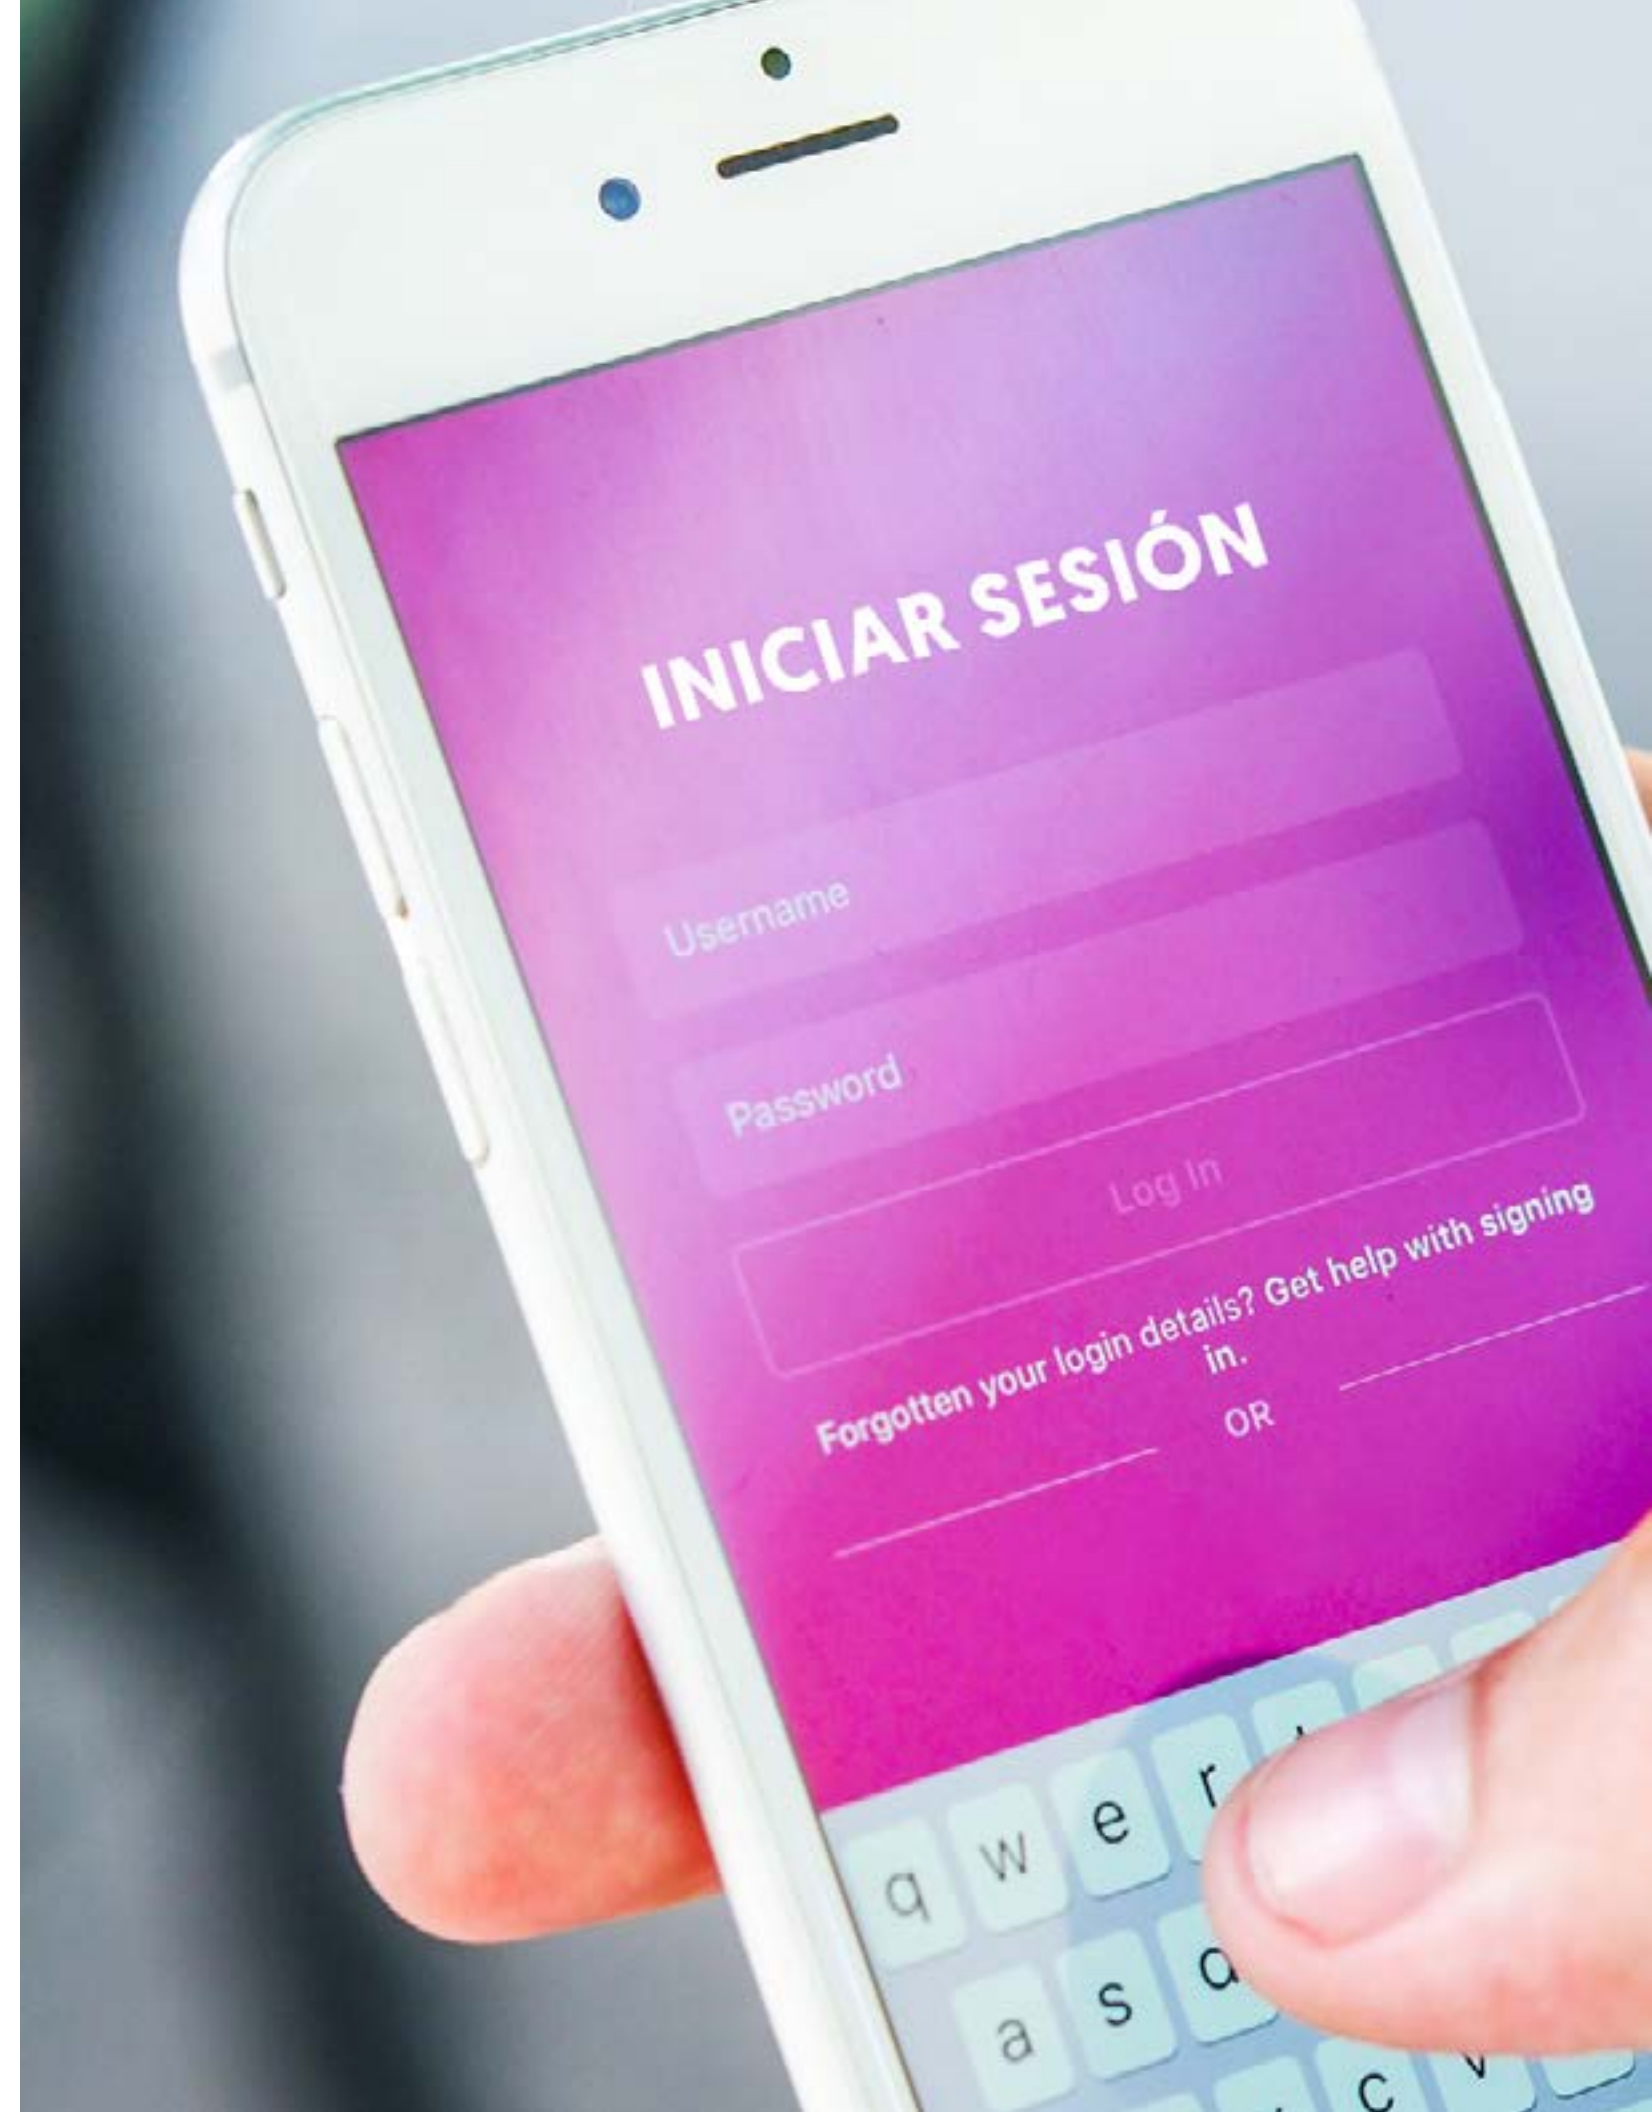 INICIAR SESIÓN
Username
Password
Log In
Forgotten your login details? Get help with signing
in.
OR
q w e r
a s
c v